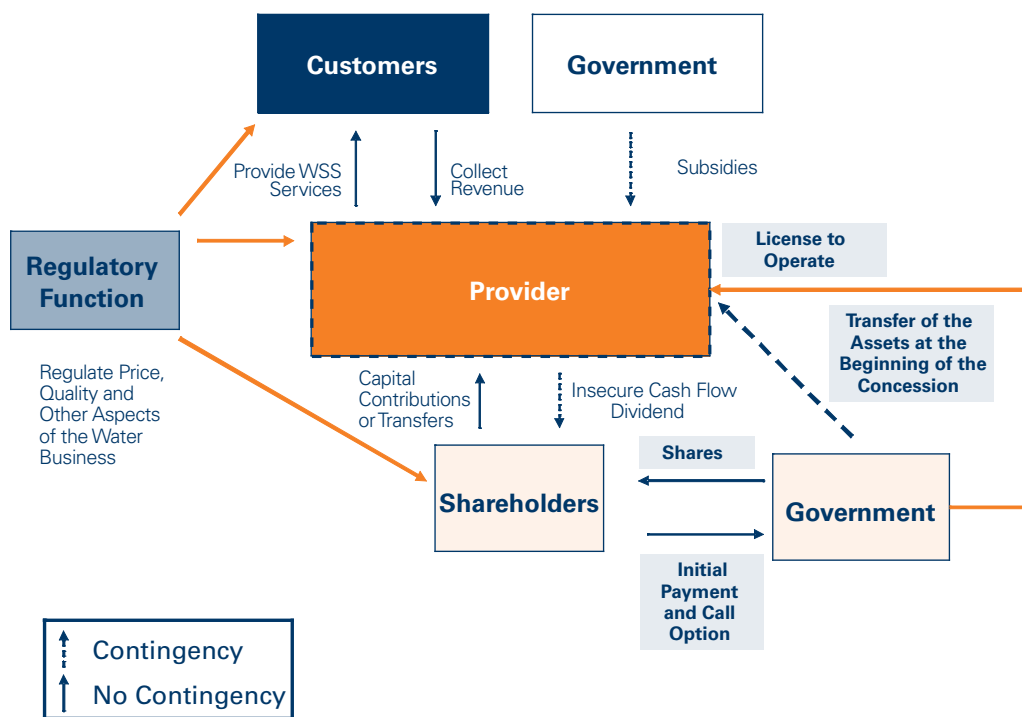 Customers
Government
Provide WSS
Services
Collect
Revenue
Subsidies
Regulatory
Function
Provider
License to
Operate
Transfer of the
Assets at the
Beginning of the
Concession
Regulate Price,
Quality and
Other Aspects
of the Water
Business
Capital
Contributions
or Transfers
Insecure Cash Flow
Dividend
Shares
Shareholders
Government
Initial
Payment
and Call
Option
Contingency
No Contingency